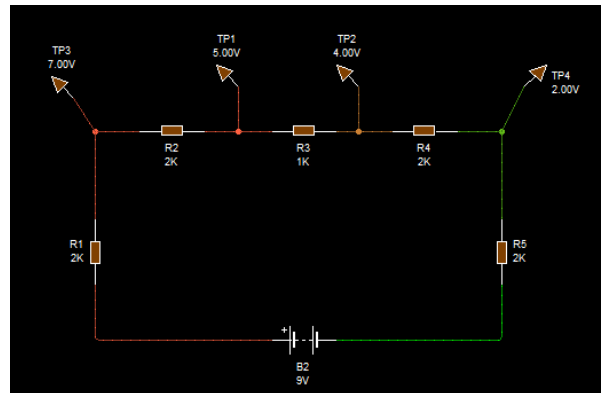 TP3
7.00V
TP1
5.00V
TP2
4.00V
TP4
2.00V
R2
2K
R3
1K
R4
2K
R1
2K
R5
2K
+
B2
9V